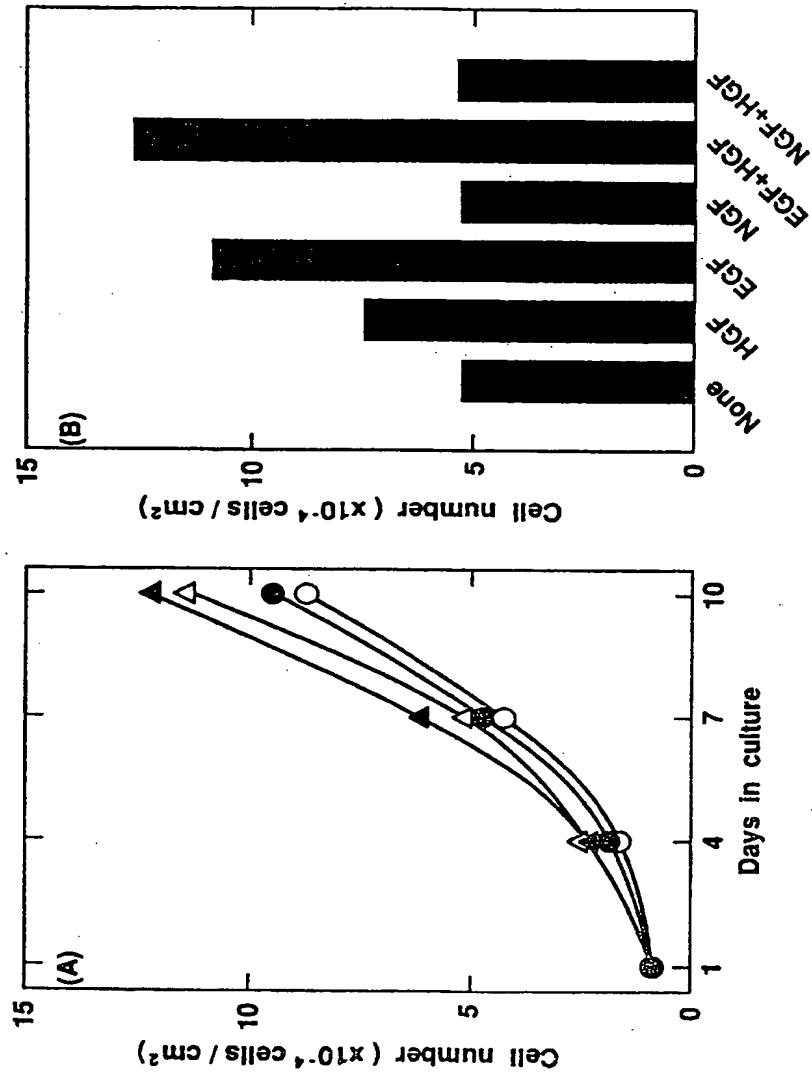 (A)
Cell number ( x10⁻⁴ cells / cm²)
15
10
5
0
1
4
7
10
Days in culture
(B)
Cell number ( x10⁻⁴ cells / cm²)
15
10
5
0
None
HGF
EGF
NGF
EGF+HGF
NGF+HGF